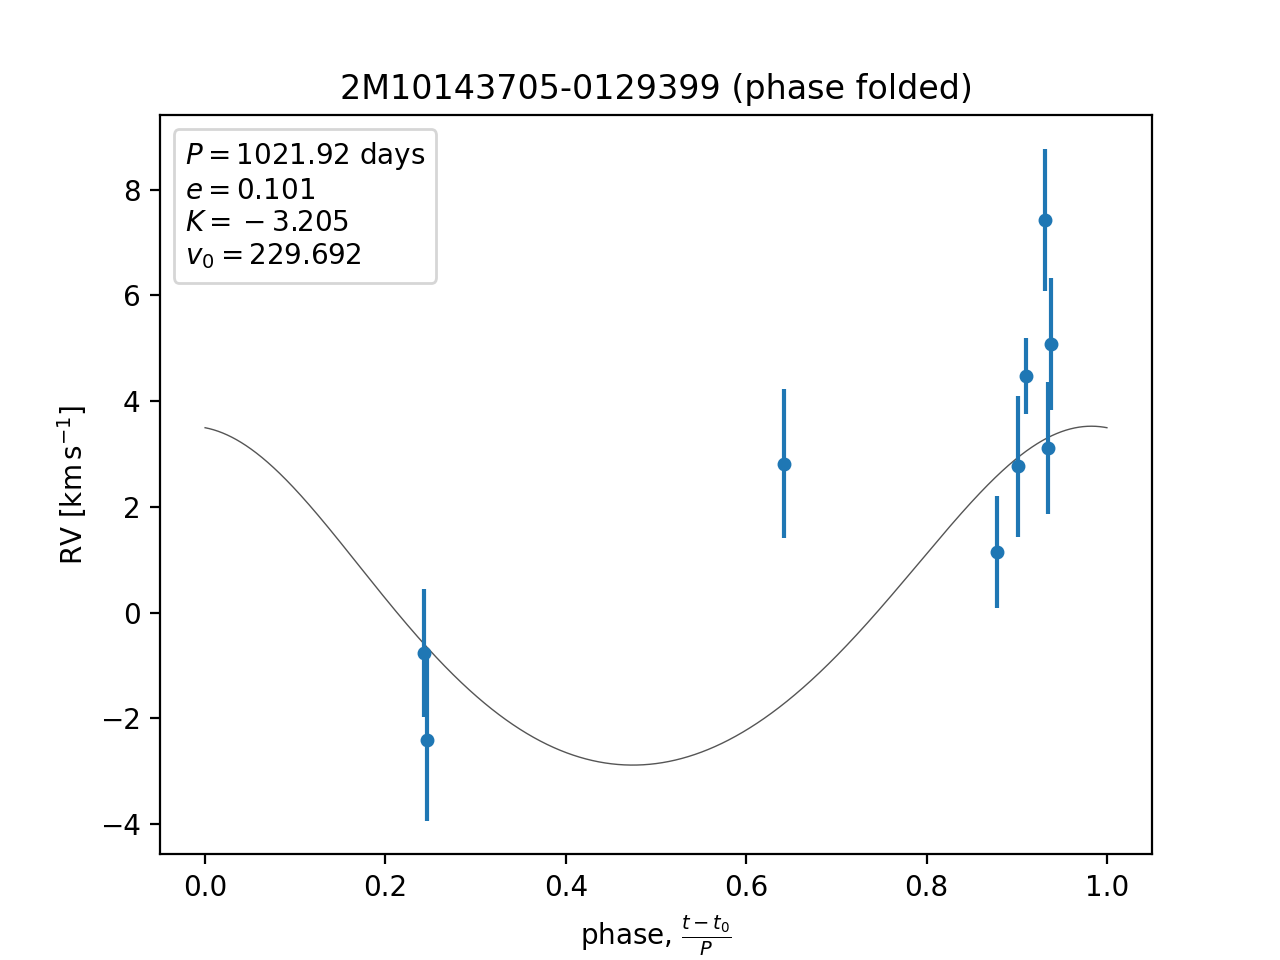 2M10143705-0129399 (phase folded)
P = 1021.92 days
e = 0.101
K = −3.205
v₀ = 229.692
8
6
4
2
0
−2
−4
RV [km s⁻¹]
0.0 0.2 0.4 0.6 0.8 1.0
phase, (t − t₀)/P